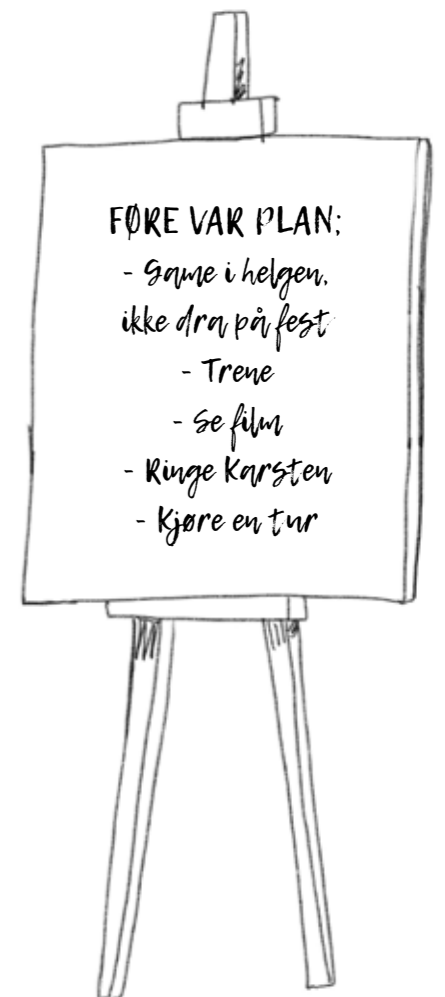 FØRE VAR PLAN;
- Game i helgen,
ikke dra på fest
- Trene
- Se film
- Ringe Karsten
- Kjøre en tur